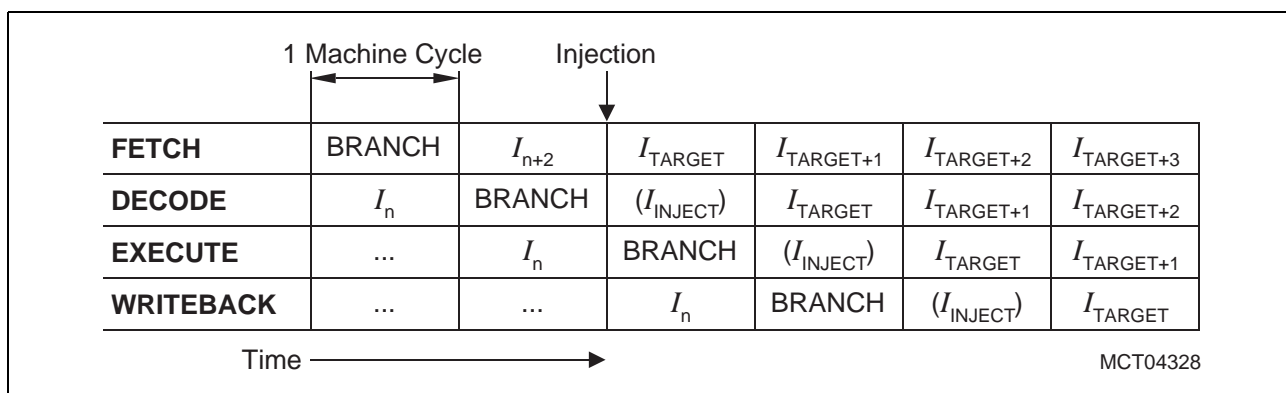 1 Machine Cycle Injection
FETCH BRANCH In+2 ITARGET ITARGET+1 ITARGET+2 ITARGET+3
DECODE In BRANCH (IINJECT) ITARGET ITARGET+1 ITARGET+2
EXECUTE ... In BRANCH (IINJECT) ITARGET ITARGET+1
WRITEBACK ... ... In BRANCH (IINJECT) ITARGET
Time MCT04328